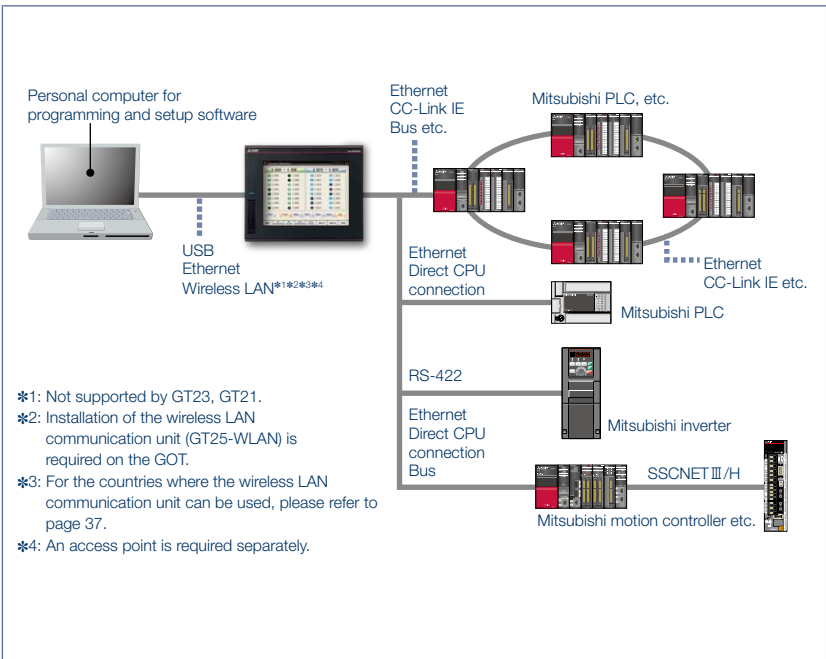 Personal computer for
programming and setup software
Ethernet
CC-Link IE
Bus etc.
Mitsubishi PLC, etc.
USB
Ethernet
Wireless LAN✽1✽2✽3✽4
Ethernet
Direct CPU
connection
Ethernet
CC-Link IE etc.
Mitsubishi PLC
RS-422
Mitsubishi inverter
Ethernet
Direct CPU
connection
Bus
SSCNETⅢ/H
Mitsubishi motion controller etc.
✽1: Not supported by GT23, GT21.
✽2: Installation of the wireless LAN
communication unit (GT25-WLAN) is
required on the GOT.
✽3: For the countries where the wireless LAN
communication unit can be used, please refer to
page 37.
✽4: An access point is required separately.